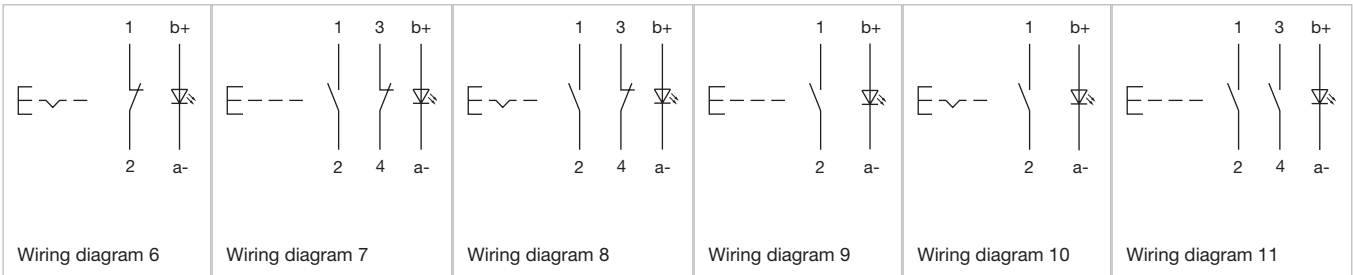 1 b+
2 a-
Wiring diagram 6
1 3 b+
2 4 a-
Wiring diagram 7
1 3 b+
2 4 a-
Wiring diagram 8
1 b+
2 a-
Wiring diagram 9
1 b+
2 a-
Wiring diagram 10
1 3 b+
2 4 a-
Wiring diagram 11